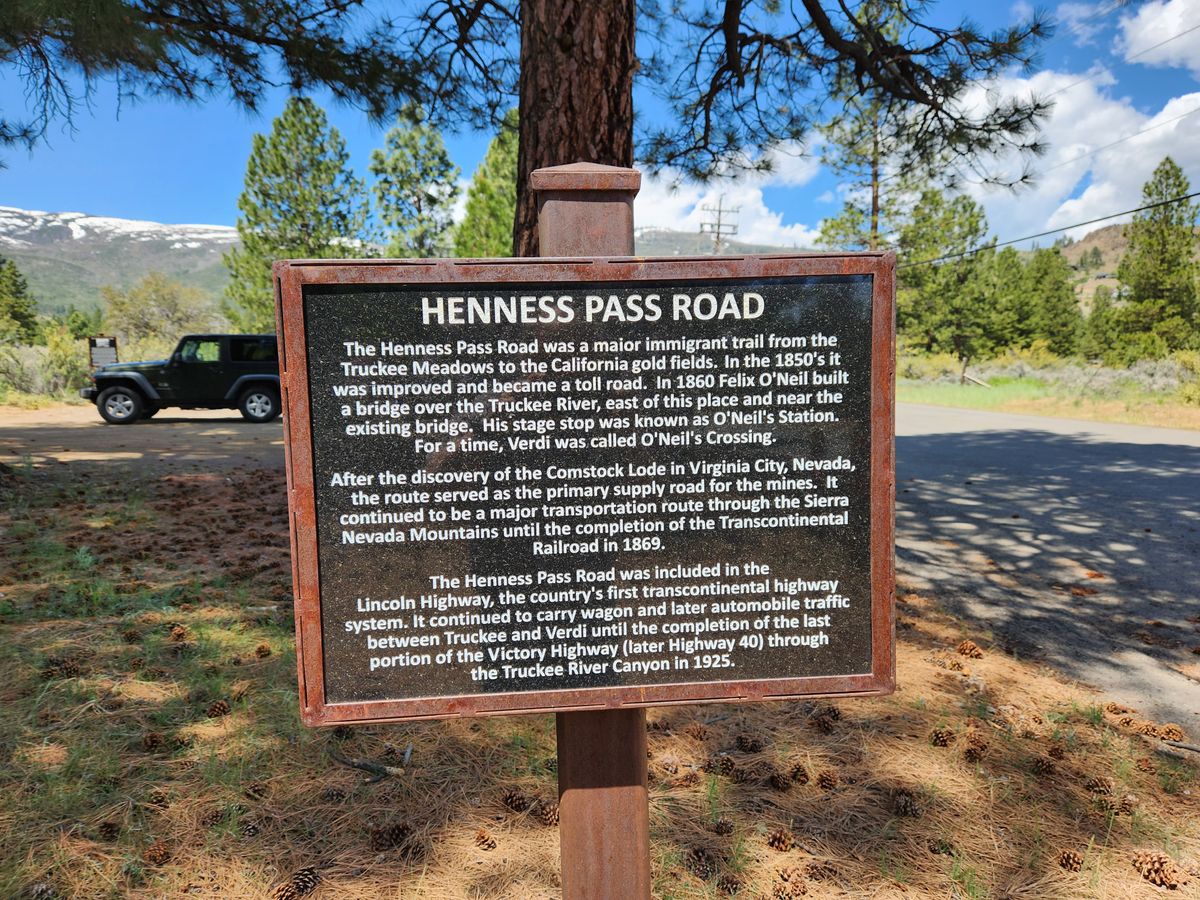 HENNESS PASS ROAD
The Henness Pass Road was a major immigrant trail from the
Truckee Meadows to the California gold fields. In the 1850's it
was improved and became a toll road. In 1860 Felix O'Neil built
a bridge over the Truckee River, east of this place and near the
existing bridge. His stage stop was known as O'Neil's Station.
For a time, Verdi was called O'Neil's Crossing.
After the discovery of the Comstock Lode in Virginia City, Nevada,
the route served as the primary supply road for the mines. It
continued to be a major transportation route through the Sierra
Nevada Mountains until the completion of the Transcontinental
Railroad in 1869.
The Henness Pass Road was included in the
Lincoln Highway, the country's first transcontinental highway
system. It continued to carry wagon and later automobile traffic
between Truckee and Verdi until the completion of the last
portion of the Victory Highway (later Highway 40) through
the Truckee River Canyon in 1925.